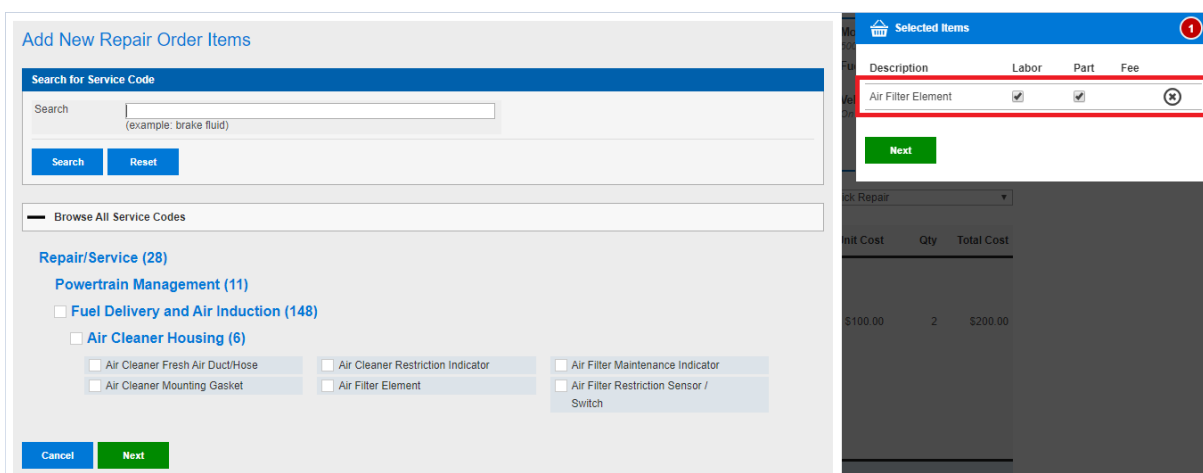 Add New Repair Order Items
Search for Service Code
Search
(example: brake fluid)
Search Reset
Browse All Service Codes
Repair/Service (28)
Powertrain Management (11)
Fuel Delivery and Air Induction (148)
Air Cleaner Housing (6)
Air Cleaner Fresh Air Duct/Hose Air Cleaner Restriction Indicator Air Filter Maintenance Indicator
Air Cleaner Mounting Gasket Air Filter Element Air Filter Restriction Sensor /
Switch
Cancel Next
Selected Items 1
Description Labor Part Fee
Air Filter Element
Next
ick Repair
Unit Cost Qty Total Cost
$100.00 2 $200.00